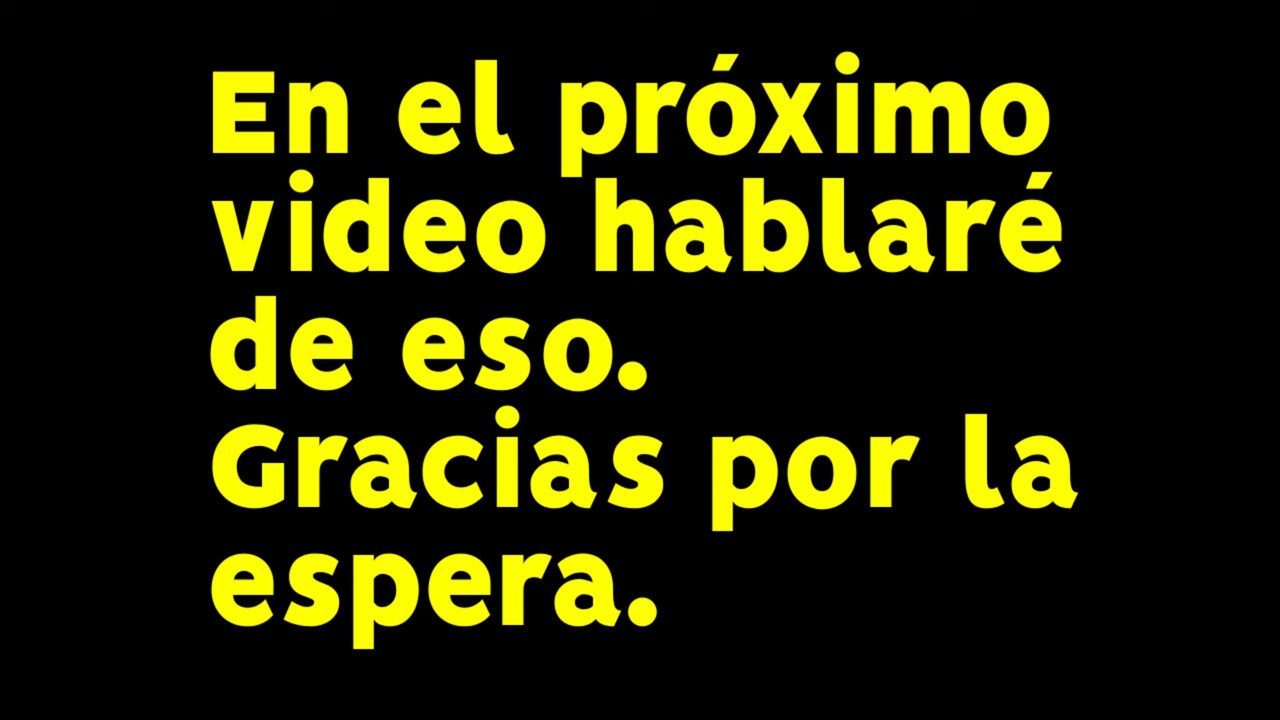 En el próximo
video hablaré
de eso.
Gracias por la
espera.